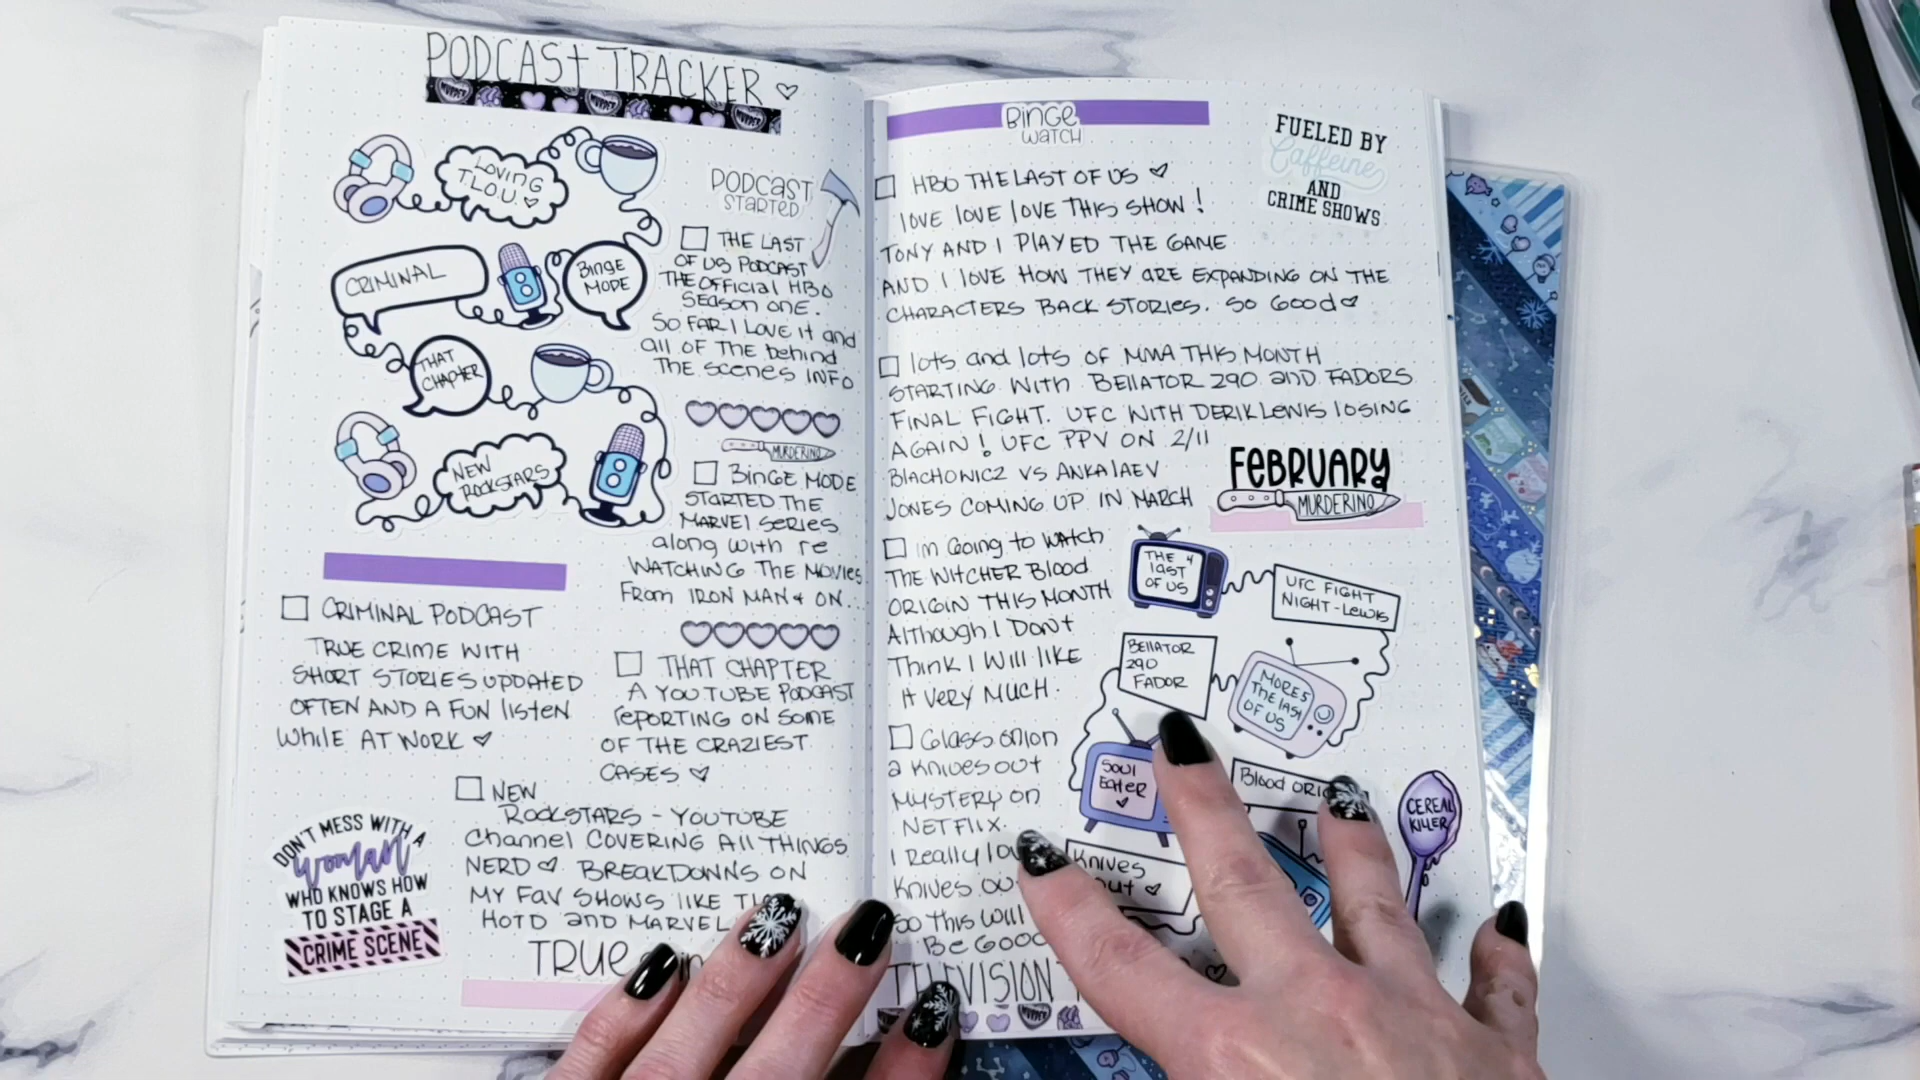 PODCAST TRACKER
LOVING
T.L.O.U.
CRIMINAL
BINGE
MODE
THAT
CHAPTER
NEW
ROCKSTARS
PODCAST
STARTED
THE LAST
OF US PODCAST
THE OFFICIAL HBO
SEASON ONE.
SO FAR I LOVE IT and
all OF THE behind
THE SCENES INFO
MURDERINO
BINGE MODE
STARTED THE
MARVEL SERIES
along WITH re
WATCHING THE MOVIES
From IRON MAN & ON...
CRIMINAL PODCAST
TRUE CRIME WITH
SHORT STORIES UPDATED
OFTEN AND A FUN listen
While AT WORK
THAT CHAPTER
A YOUTUBE PODCAST
rePORTING ON SOME
OF THE CRAZIEST
CASES
NEW
ROCKSTARS - YOUTUBE
Channel COVERING All THINGS
NERD BREAKDOWNS ON
MY FAV SHOWS lIKE
HOTD and MARVEL
DON'T MESS WITH A
Woman
WHO KNOWS HOW
TO STAGE A
CRIME SCENE
TRUE
BINGE
WATCH
FUELED BY
Caffeine
AND
CRIME SHOWS
HBO THE LAST OF US
lOVE lOVE lOVE THIS SHOW!
TONY AND I PlAYED THE GAME
AND I lOVE HOW THEY ARE EXPANDING ON THE
CHARACTERS BACK STORIES. SO GOOD
lots and lots OF MMA THIS MONTH
STARTING WITH BEllATOR 290 and FADORS
FINAL FIGHT. UFC WITH DERIK LEWIS lOSING
AGAIN! UFC PPV ON 2/11
BlACHOWICZ VS ANKAlAEV
JONES COMING UP IN MARCH
FEBRUARY
MURDERINO
im Going to WATCH
THE WITCHER Blood
ORIGIN THIS MONTH
Although I Don't
Think I Will lIKE
It Very MUCH.
Glass onion
a Knives out
MYSTERY ON
NETFlIX.
I Really
Knives
So This Will
Be
THE
last
OF US
UFC FIGHT
NIGHT - LEWIS
BEllATOR
290
FADOR
MORE
THE last
OF US
SOUl
EaTER
Blood
Knives
CEREAL
KILLER
TELEVISION